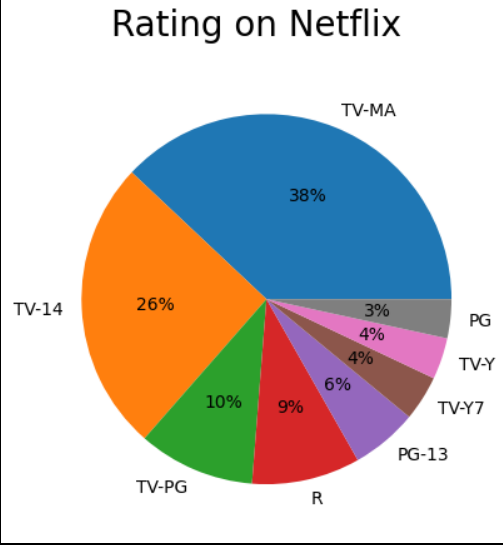 Rating on Netflix
TV-MA
38%
TV-14
26%
3%
PG
4%
TV-Y
4%
TV-Y7
6%
PG-13
10%
9%
TV-PG
R